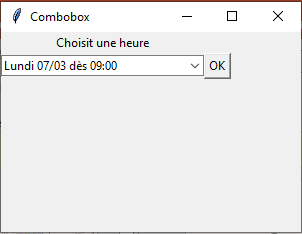 Combobox
Choisit une heure
Lundi 07/03 dès 09:00
OK